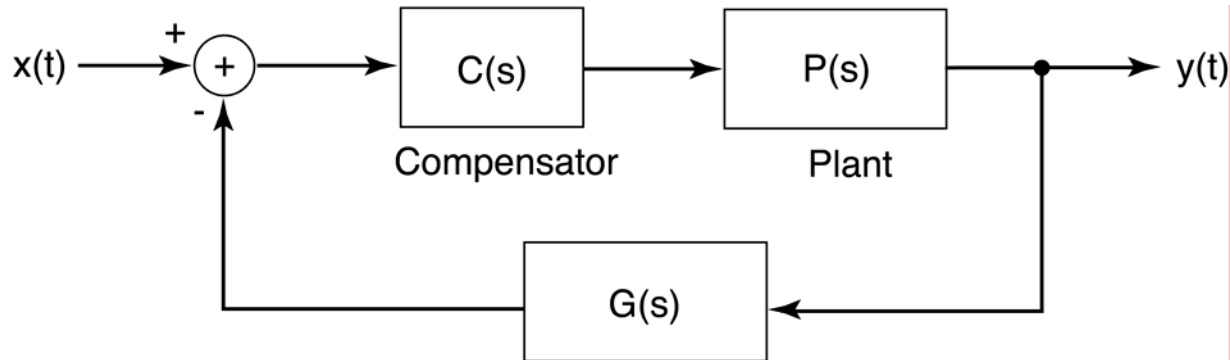 +
x(t) + C(s) P(s) y(t)
-
Compensator Plant
G(s)